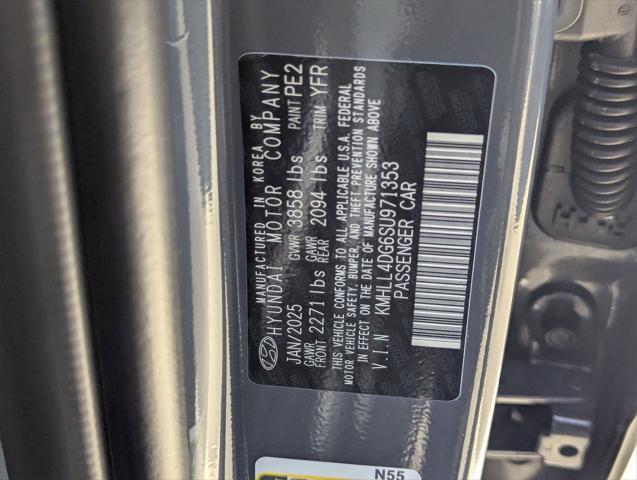 MANUFACTURED IN KOREA BY
HYUNDAI MOTOR COMPANY
JAN/2025 GVWR 3858 lbs PAINT PE2
GAWR FRONT 2271 lbs GAWR REAR 2094 lbs TRIM YFR
THIS VEHICLE CONFORMS TO ALL APPLICABLE U.S.A. FEDERAL
MOTOR VEHICLE SAFETY, BUMPER, AND THEFT PREVENTION STANDARDS
IN EFFECT ON THE DATE OF MANUFACTURE SHOWN ABOVE
V.I.N KMHLL4DG6SU971353
PASSENGER CAR
N55